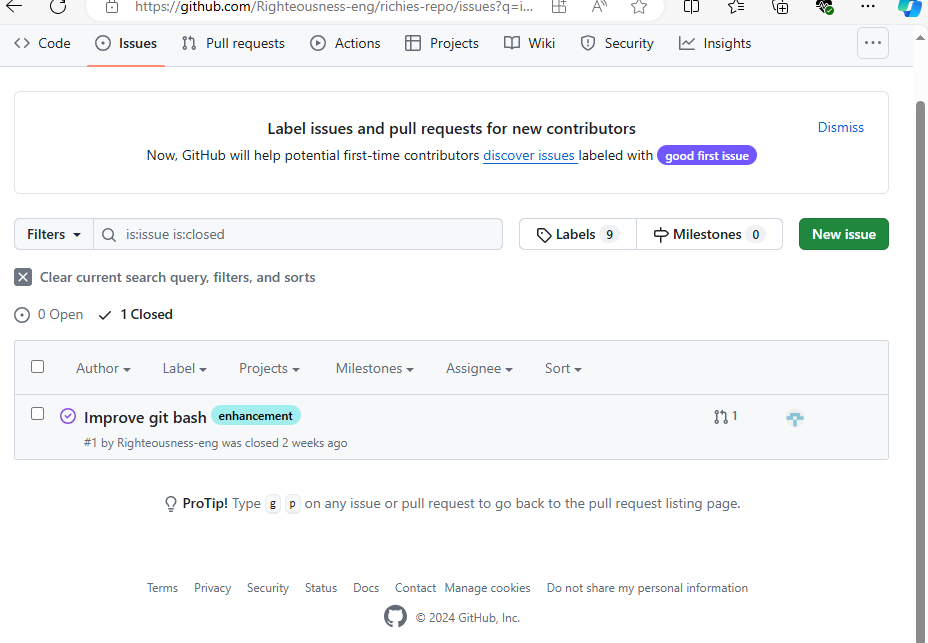 https://github.com/Righteousness-eng/richies-repo/issues?q=i...
Code Issues Pull requests Actions Projects Wiki Security Insights
Label issues and pull requests for new contributors
Dismiss
Now, GitHub will help potential first-time contributors discover issues labeled with good first issue
Filters is:issue is:closed Labels 9 Milestones 0 New issue
Clear current search query, filters, and sorts
0 Open 1 Closed
Author Label Projects Milestones Assignee Sort
Improve git bash enhancement 1
#1 by Righteousness-eng was closed 2 weeks ago
ProTip! Type g p on any issue or pull request to go back to the pull request listing page.
Terms Privacy Security Status Docs Contact Manage cookies Do not share my personal information
© 2024 GitHub, Inc.